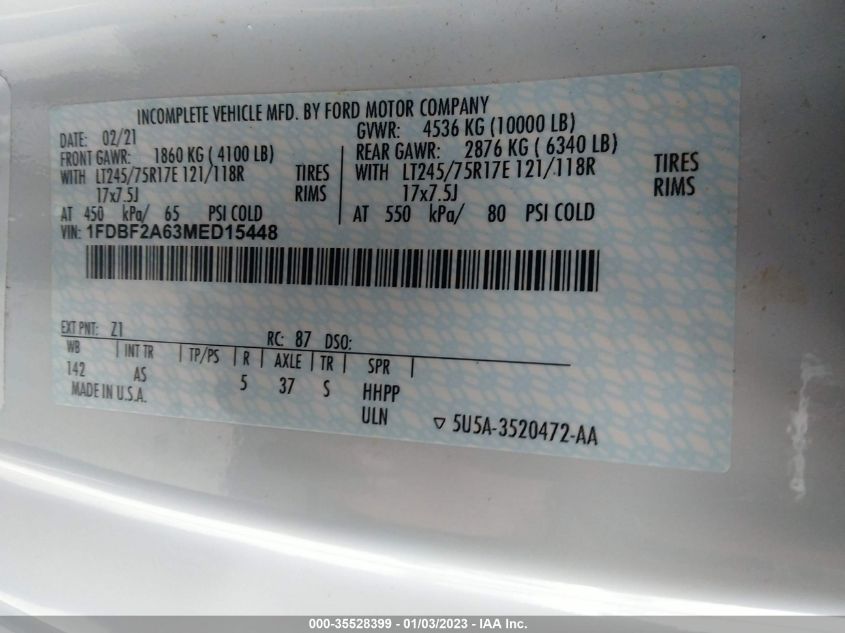 INCOMPLETE VEHICLE MFD. BY FORD MOTOR COMPANY
DATE: 02/21 GVWR: 4536 KG (10000 LB)
FRONT GAWR: 1860 KG ( 4100 LB) REAR GAWR: 2876 KG ( 6340 LB)
WITH LT245/75R17E 121/118R TIRES WITH LT245/75R17E 121/118R TIRES
17x7.5J RIMS 17x7.5J RIMS
AT 450 kPa/ 65 PSI COLD AT 550 kPa/ 80 PSI COLD
VIN: 1FDBF2A63MED15448
EXT PNT: Z1 RC: 87 DSO:
WB INT TR TP/PS R AXLE TR SPR
142 AS 5 37 S HHPP
MADE IN U.S.A. ULN
5U5A-3520472-AA
000-35528399 - 01/03/2023 - IAA Inc.